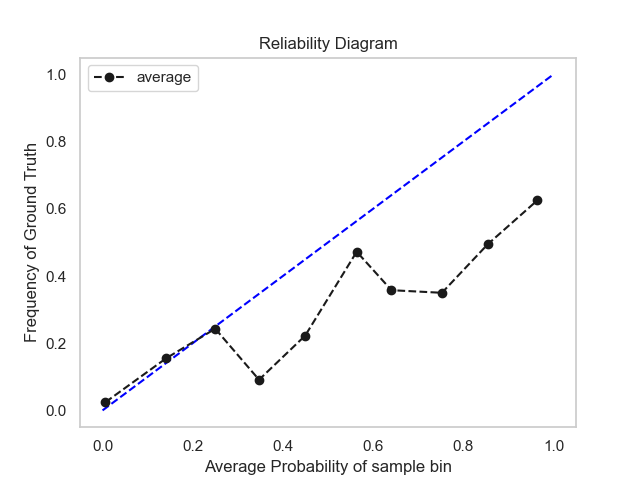 Reliability Diagram
average
1.0
0.8
0.6
0.4
0.2
0.0
Frequency of Ground Truth
0.0 0.2 0.4 0.6 0.8 1.0
Average Probability of sample bin